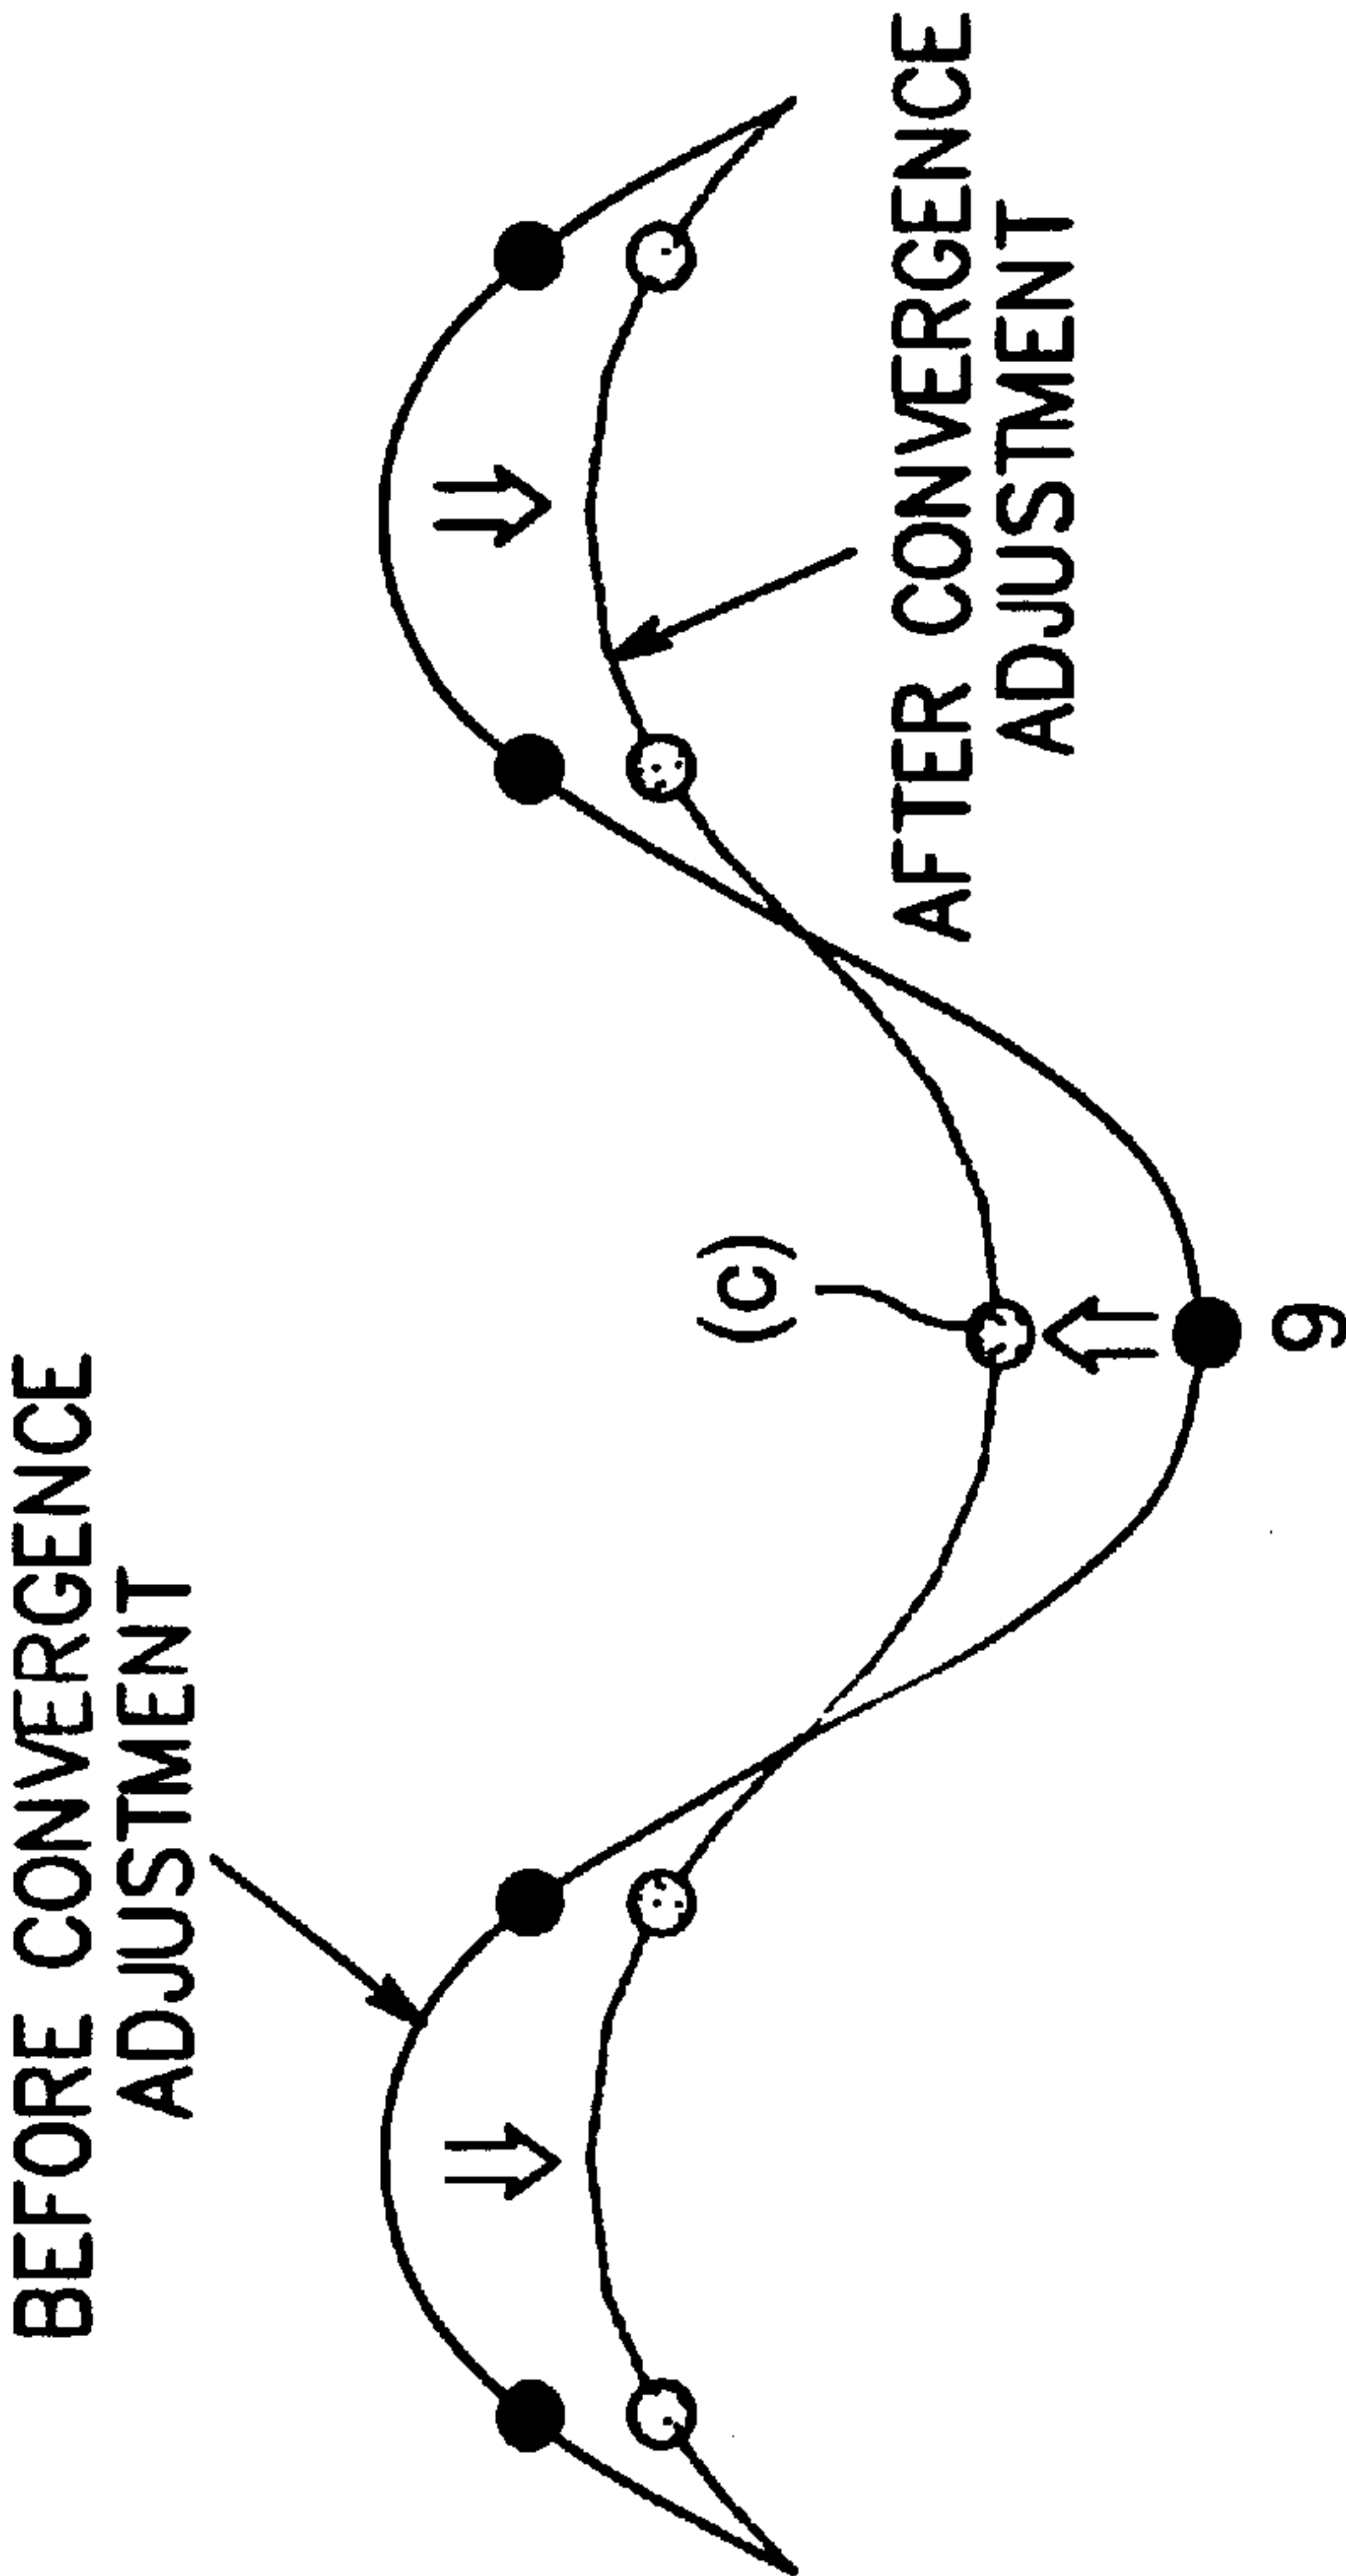 BEFORE CONVERGENCE
ADJUSTMENT
(c)
9
AFTER CONVERGENCE
ADJUSTMENT